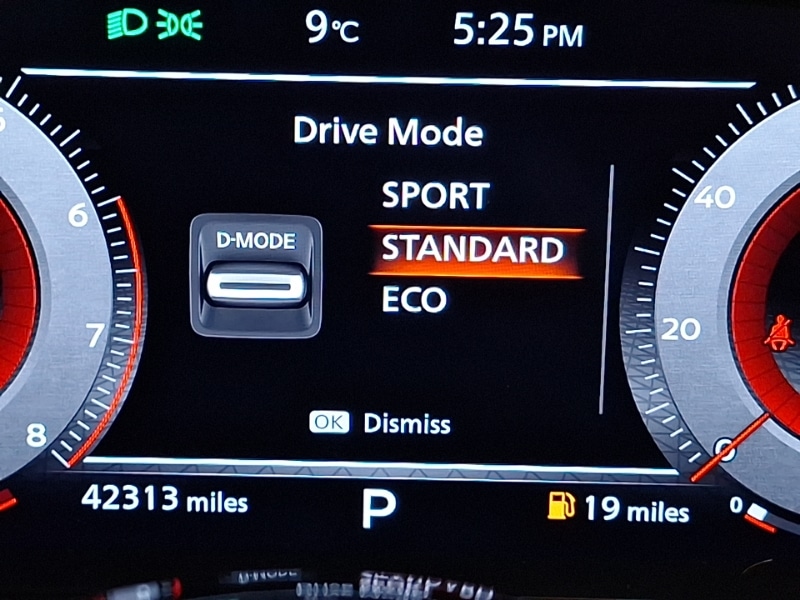 9°C
5:25 PM
Drive Mode
SPORT
D-MODE
STANDARD
ECO
OK Dismiss
6
7
8
40
20
0
42313 miles
P
19 miles
0